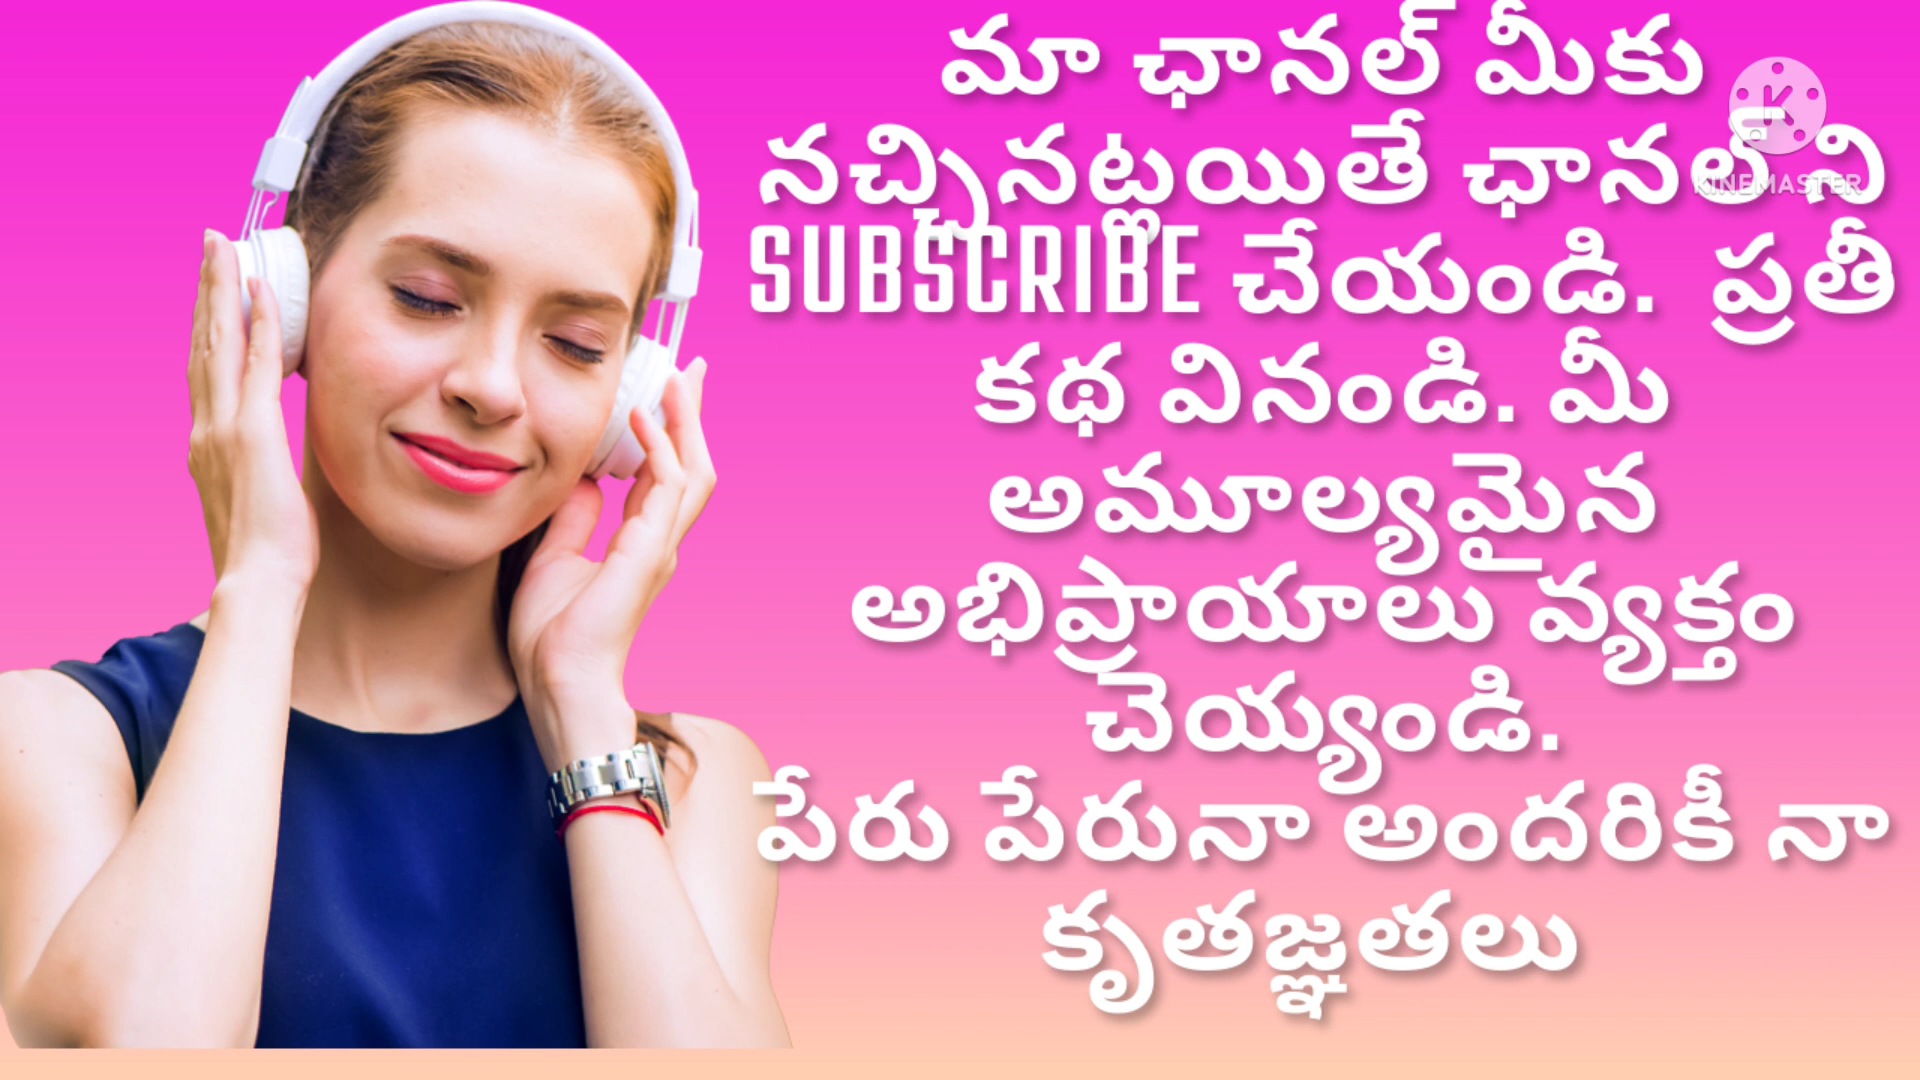 మా ఛానల్ మీకు
నచ్చినట్లయితే ఛానల్‌ని
SUBSCRIBE చేయండి. ప్రతీ
కథ వినండి. మీ
అమూల్యమైన
అభిప్రాయాలు వ్యక్తం
చెయ్యండి.
పేరు పేరునా అందరికీ నా
కృతజ్ఞతలు
K
KINEMASTER